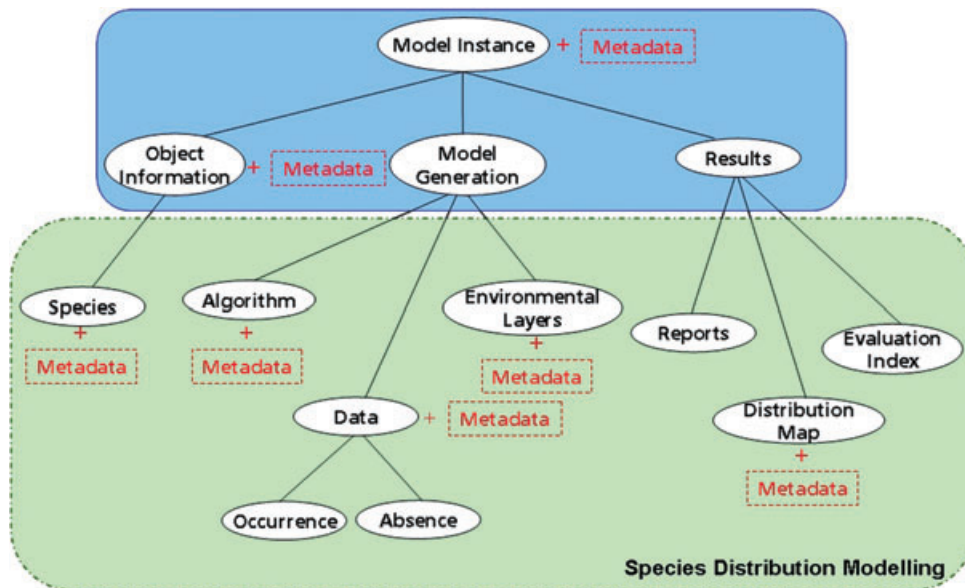 Model Instance + Metadata
Object
Information + Metadata
Model
Generation
Results
Species
+
Metadata
Algorithm
+
Metadata
Environmental
Layers
+
Metadata
Reports
Evaluation
Index
Data + Metadata
Distribution
Map
+
Metadata
Occurrence
Absence
Species Distribution Modelling